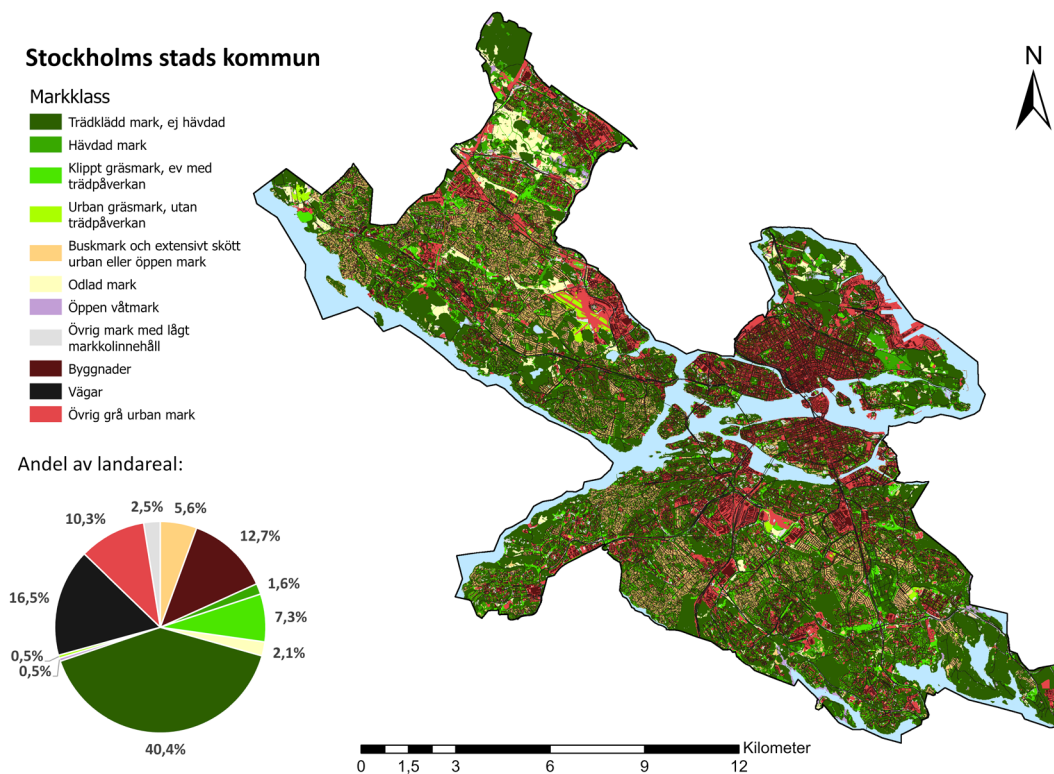 Stockholms stads kommun
N
Markklass
Trädklädd mark, ej hävdad
Hävdad mark
Klippt gräsmark, ev med
trädpåverkan
Urban gräsmark, utan
trädpåverkan
Buskmark och extensivt skött
urban eller öppen mark
Odlad mark
Öppen våtmark
Övrig mark med lågt
markkolinnehåll
Byggnader
Vägar
Övrig grå urban mark
Andel av landareal:
2,5%
5,6%
10,3%
12,7%
1,6%
16,5%
7,3%
2,1%
0,5%
0,5%
40,4%
Kilometer
0 1,5 3 6 9 12